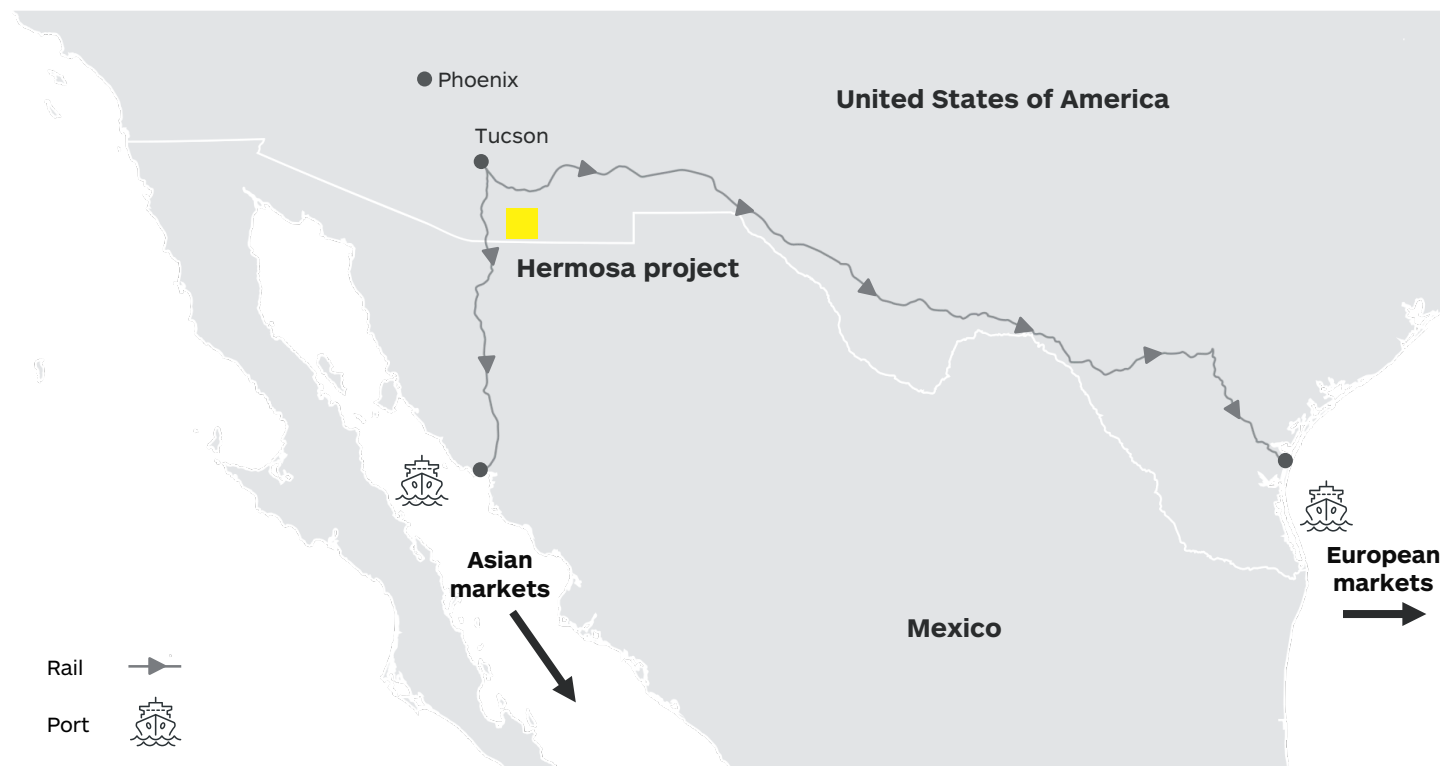 Phoenix
United States of America
Tucson
Hermosa project
Asian
markets
European
markets
Mexico
Rail
Port